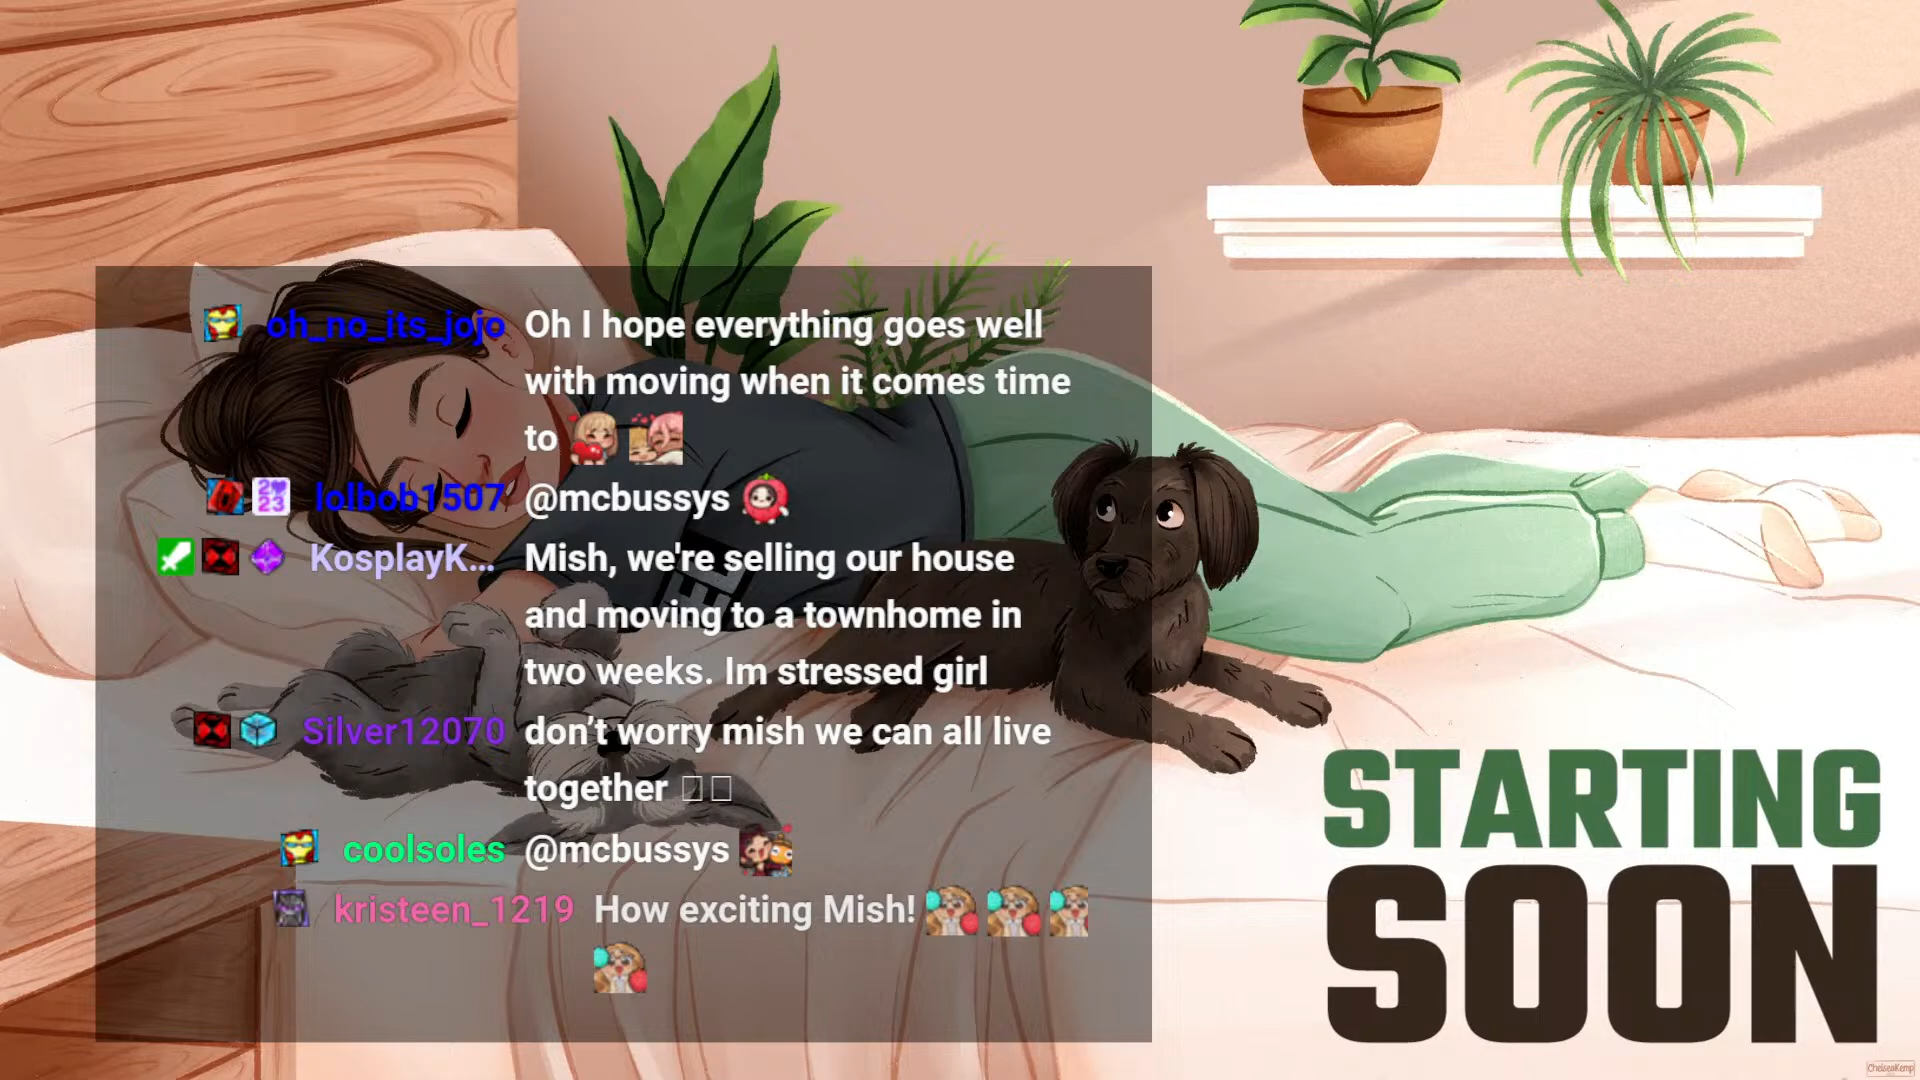 oh_no_its_jojo Oh I hope everything goes well
with moving when it comes time
to
lolbob1507 @mcbussys
KosplayK... Mish, we're selling our house
and moving to a townhome in
two weeks. Im stressed girl
Silver12070 don’t worry mish we can all live
together
coolsoles @mcbussys
kristeen_1219 How exciting Mish!
STARTING
SOON
ChelseaKemp